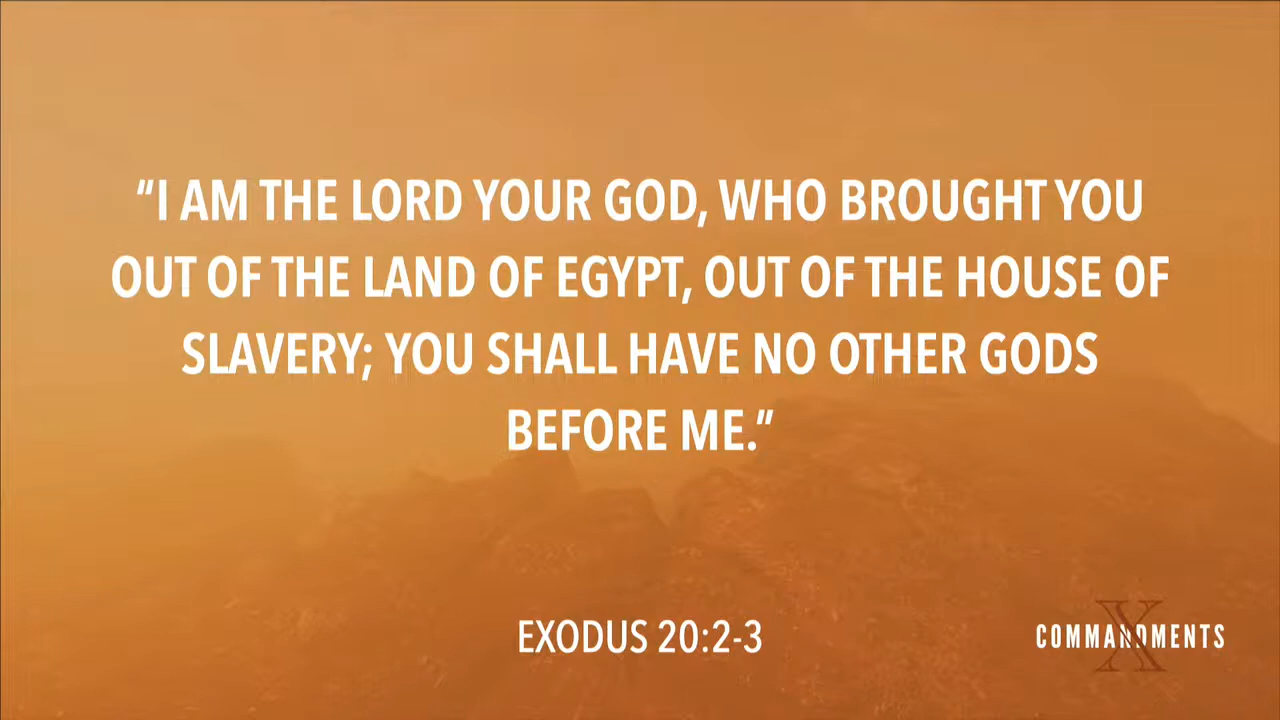 “I AM THE LORD YOUR GOD, WHO BROUGHT YOU
OUT OF THE LAND OF EGYPT, OUT OF THE HOUSE OF
SLAVERY; YOU SHALL HAVE NO OTHER GODS
BEFORE ME.”
EXODUS 20:2-3
X
COMMANDMENTS